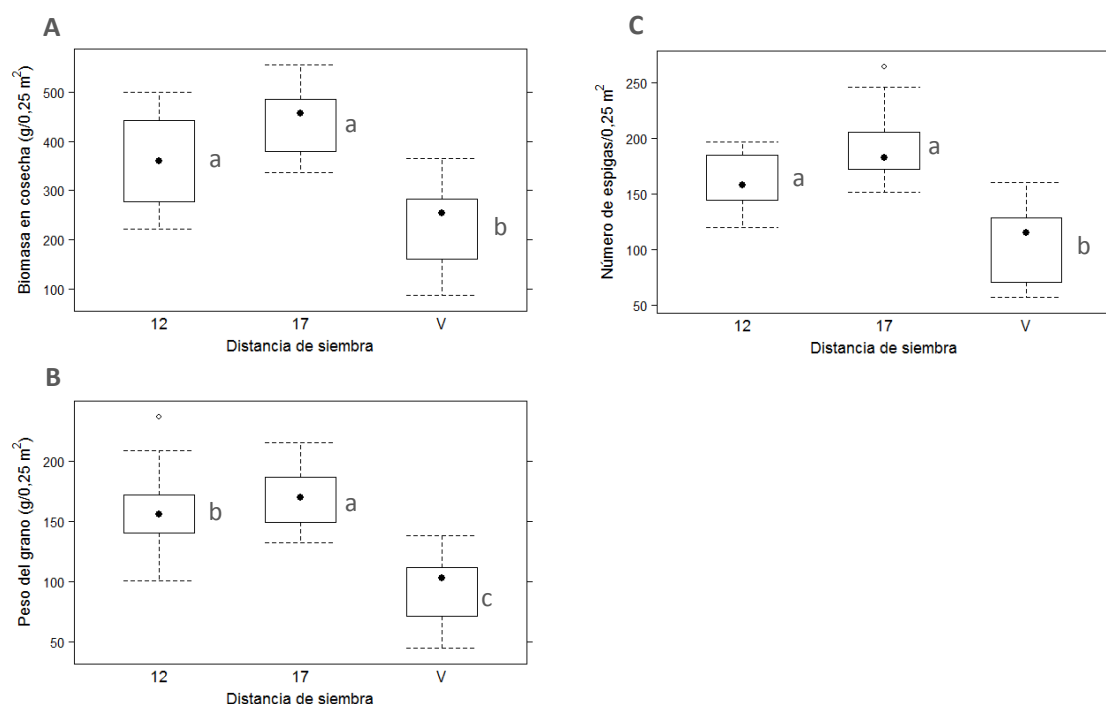 A
Biomasa en cosecha (g/0,25 m²)
500
400
300
200
100
a
a
b
12 17 V
Distancia de siembra
C
Número de espigas/0,25 m²
250
200
150
100
50
a
a
b
12 17 V
Distancia de siembra
B
Peso del grano (g/0,25 m²)
200
150
100
50
b
a
c
12 17 V
Distancia de siembra